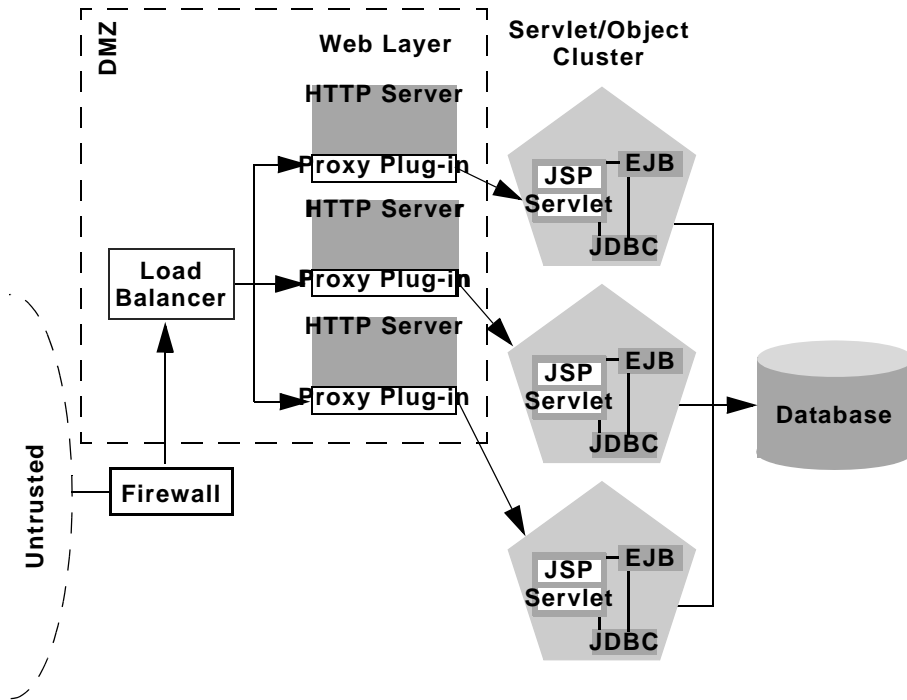 DMZ
Web Layer
Servlet/Object
Cluster
HTTP Server
Proxy Plug-in
HTTP Server
Proxy Plug-in
HTTP Server
Proxy Plug-in
Load
Balancer
Firewall
Untrusted
JSP
Servlet
EJB
JDBC
JSP
Servlet
EJB
JDBC
JSP
Servlet
EJB
JDBC
Database